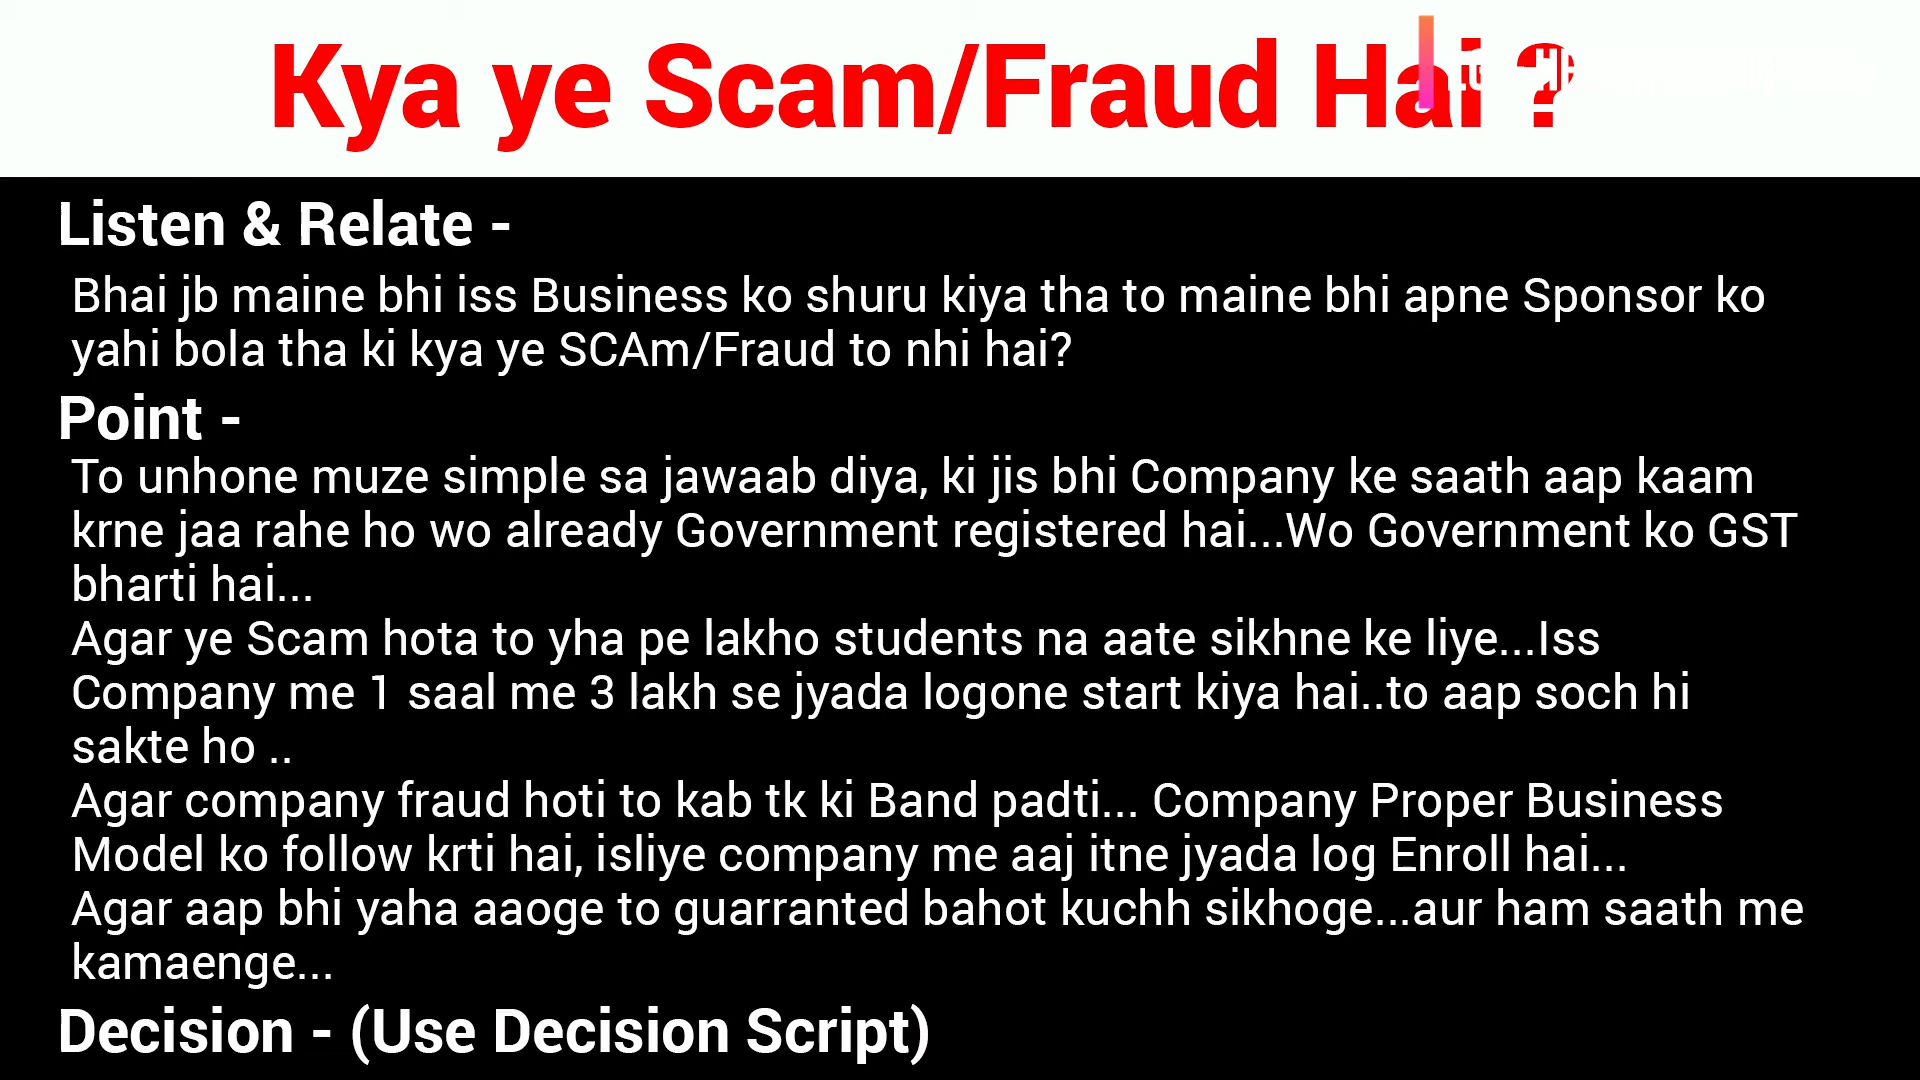 Kya ye Scam/Fraud Hai ?
Listen & Relate -
Bhai jb maine bhi iss Business ko shuru kiya tha to maine bhi apne Sponsor ko
yahi bola tha ki kya ye SCAm/Fraud to nhi hai?
Point -
To unhone muze simple sa jawaab diya, ki jis bhi Company ke saath aap kaam
krne jaa rahe ho wo already Government registered hai...Wo Government ko GST
bharti hai...
Agar ye Scam hota to yha pe lakho students na aate sikhne ke liye...Iss
Company me 1 saal me 3 lakh se jyada logone start kiya hai..to aap soch hi
sakte ho ..
Agar company fraud hoti to kab tk ki Band padti... Company Proper Business
Model ko follow krti hai, isliye company me aaj itne jyada log Enroll hai...
Agar aap bhi yaha aaoge to guarranted bahot kuchh sikhoge...aur ham saath me
kamaenge...
Decision - (Use Decision Script)